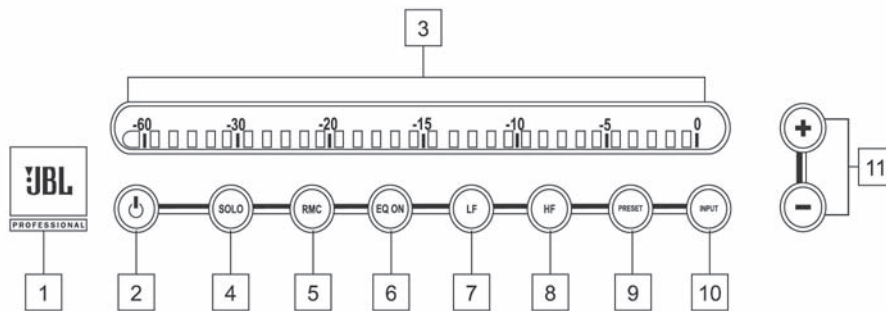 3
-60 -30 -20 -15 -10 -5 0
JBL
PROFESSIONAL
SOLO RMC EQ ON LF HF PRESET INPUT
+
−
11
1 2 4 5 6 7 8 9 10